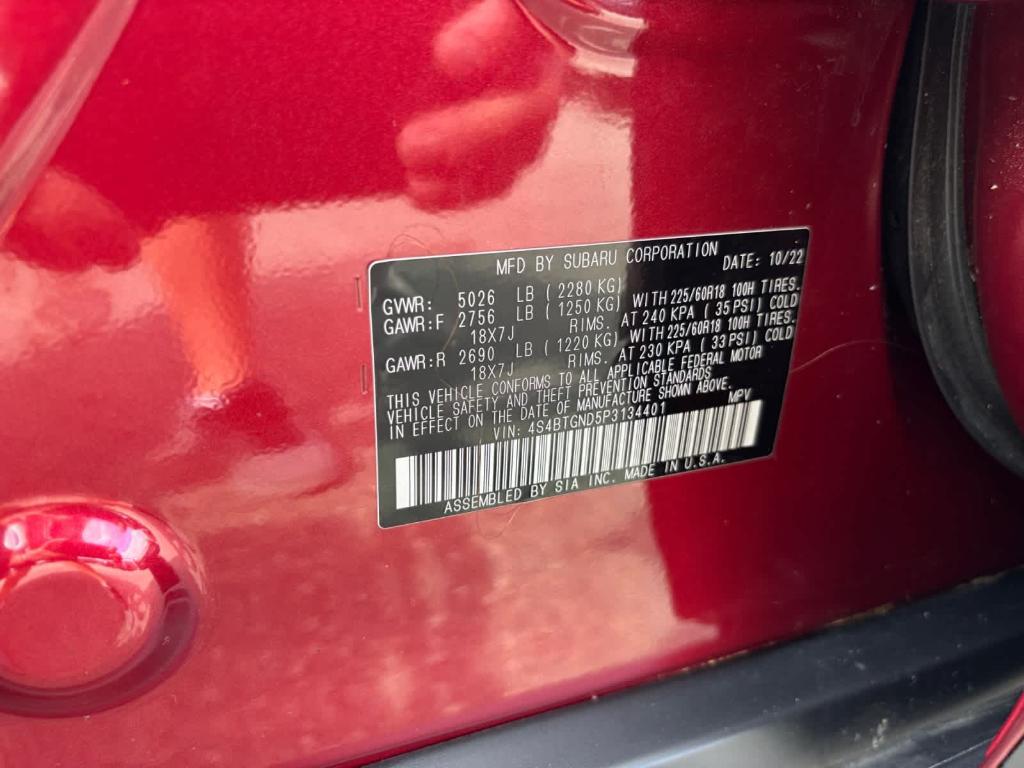 MFD BY SUBARU CORPORATION DATE: 10/22
GVWR: 5026 LB ( 2280 KG)
GAWR:F 2756 LB ( 1250 KG) WITH 225/60R18 100H TIRES.
18X7J RIMS. AT 240 KPA ( 35 PSI) COLD
GAWR:R 2690 LB ( 1220 KG) WITH 225/60R18 100H TIRES.
18X7J RIMS. AT 230 KPA ( 33 PSI) COLD
THIS VEHICLE CONFORMS TO ALL APPLICABLE FEDERAL MOTOR
VEHICLE SAFETY AND THEFT PREVENTION STANDARDS
IN EFFECT ON THE DATE OF MANUFACTURE SHOWN ABOVE.
VIN: 4S4BTGND5P3134401 MPV
ASSEMBLED BY SIA INC. MADE IN U.S.A.